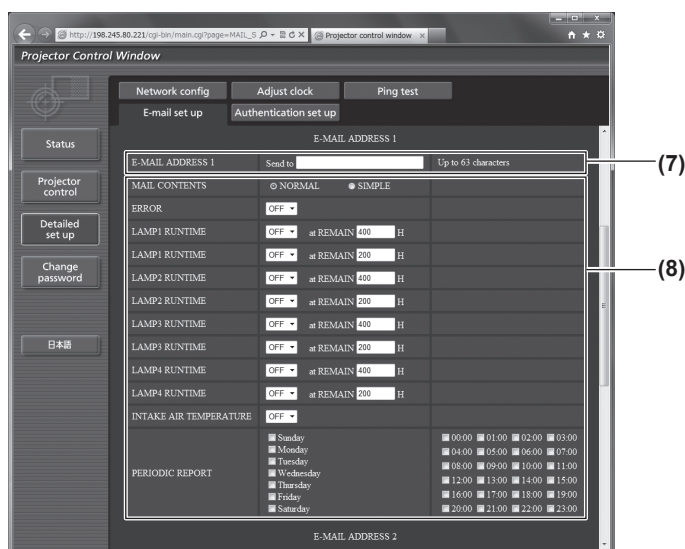 http://198.245.80.221/cgi-bin/main.cgi?page=MAIL_S
Projector control window
Projector Control Window
Network config Adjust clock Ping test
E-mail set up Authentication set up
Status
Projector control
Detailed set up
Change password
日本語
E-MAIL ADDRESS 1
E-MAIL ADDRESS 1 Send to Up to 63 characters
(7)
MAIL CONTENTS NORMAL SIMPLE
ERROR OFF
LAMP1 RUNTIME OFF at REMAIN 400 H
LAMP1 RUNTIME OFF at REMAIN 200 H
LAMP2 RUNTIME OFF at REMAIN 400 H
(8)
LAMP2 RUNTIME OFF at REMAIN 200 H
LAMP3 RUNTIME OFF at REMAIN 400 H
LAMP3 RUNTIME OFF at REMAIN 200 H
LAMP4 RUNTIME OFF at REMAIN 400 H
LAMP4 RUNTIME OFF at REMAIN 200 H
INTAKE AIR TEMPERATURE OFF
PERIODIC REPORT
Sunday
Monday
Tuesday
Wednesday
Thursday
Friday
Saturday
00:00 01:00 02:00 03:00
04:00 05:00 06:00 07:00
08:00 09:00 10:00 11:00
12:00 13:00 14:00 15:00
16:00 17:00 18:00 19:00
20:00 21:00 22:00 23:00
E-MAIL ADDRESS 2